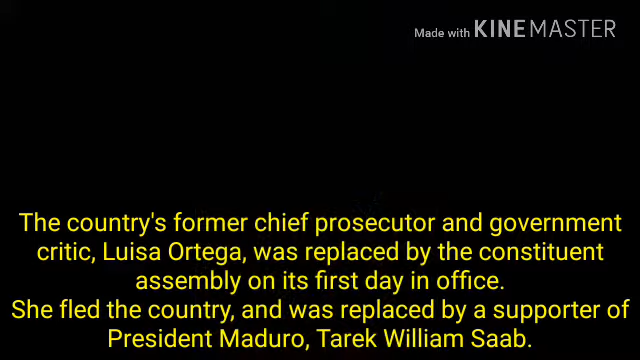 Made with KINEMASTER
The country's former chief prosecutor and government
critic, Luisa Ortega, was replaced by the constituent
assembly on its first day in office.
She fled the country, and was replaced by a supporter of
President Maduro, Tarek William Saab.